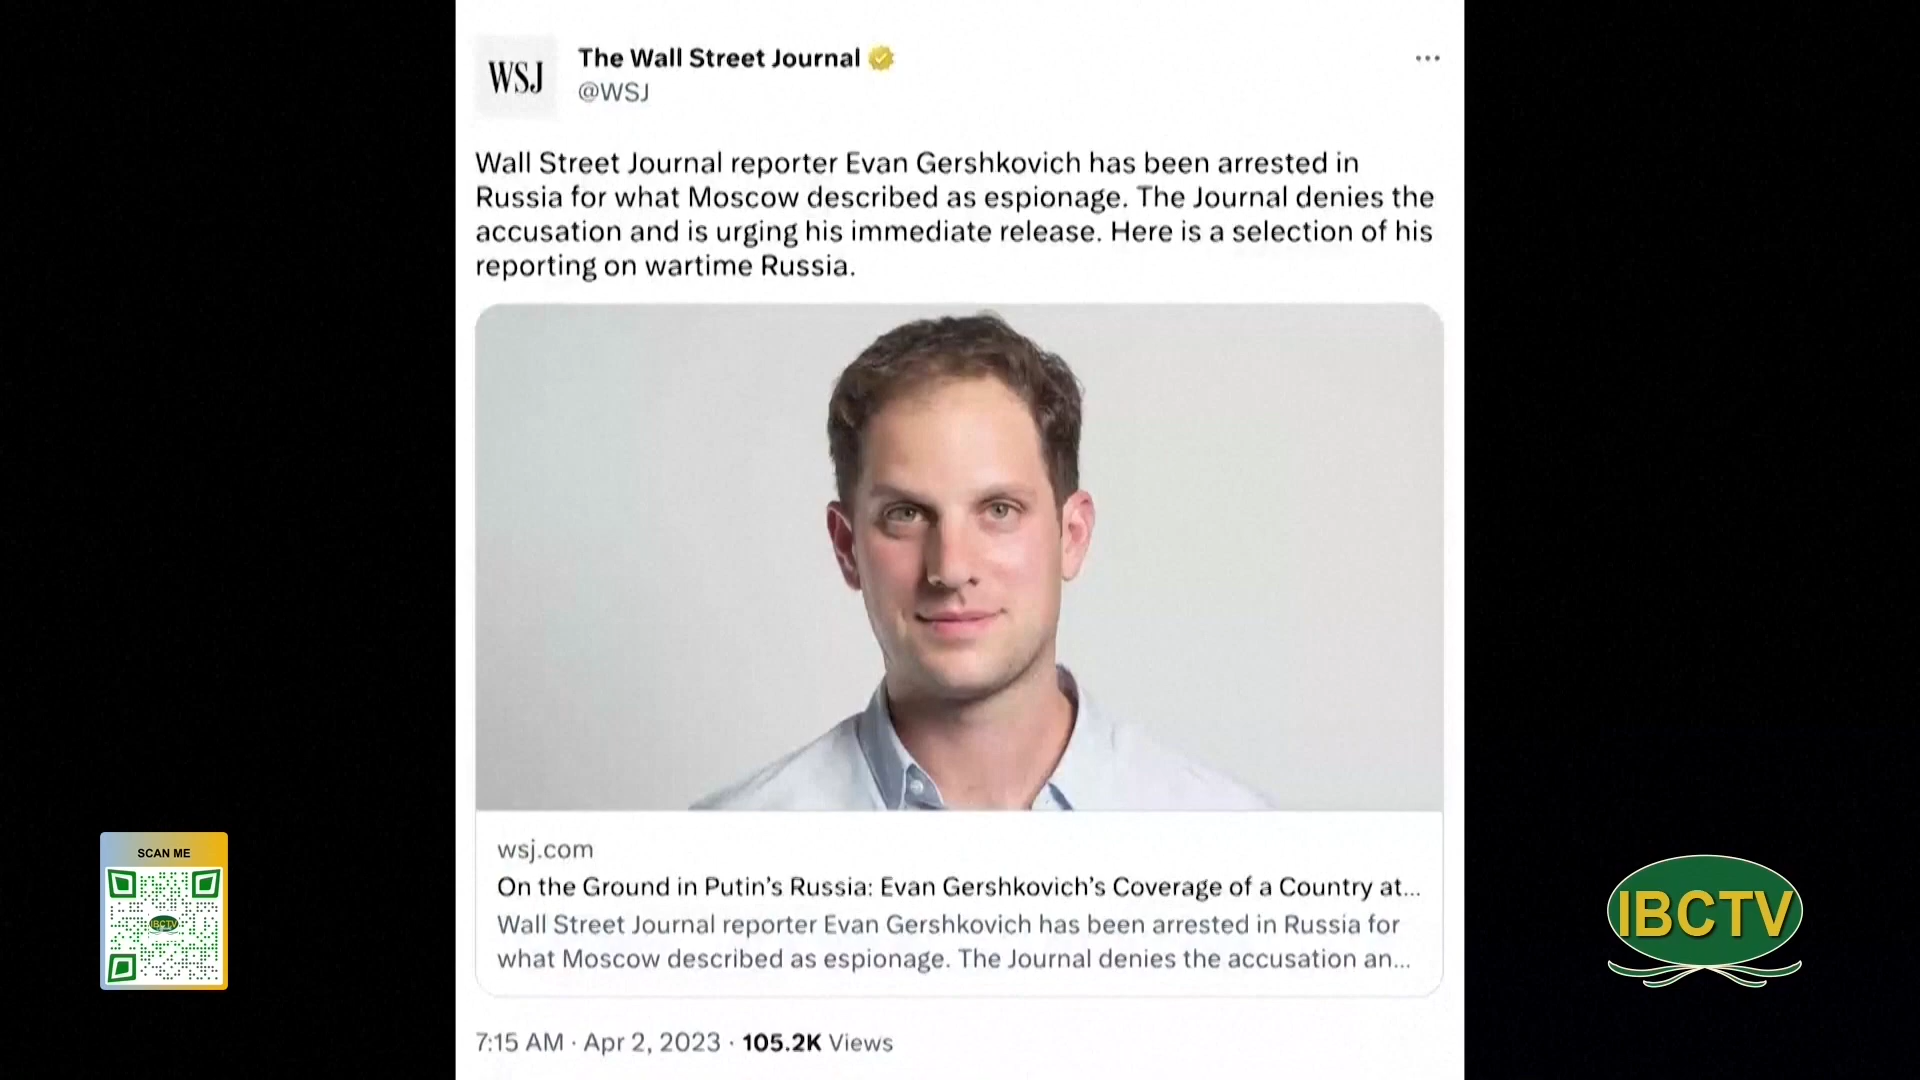 WSJ
The Wall Street Journal
@WSJ
Wall Street Journal reporter Evan Gershkovich has been arrested in
Russia for what Moscow described as espionage. The Journal denies the
accusation and is urging his immediate release. Here is a selection of his
reporting on wartime Russia.
wsj.com
On the Ground in Putin’s Russia: Evan Gershkovich’s Coverage of a Country at...
Wall Street Journal reporter Evan Gershkovich has been arrested in Russia for
what Moscow described as espionage. The Journal denies the accusation an...
7:15 AM · Apr 2, 2023 · 105.2K Views
SCAN ME
IBCTV
IBCTV